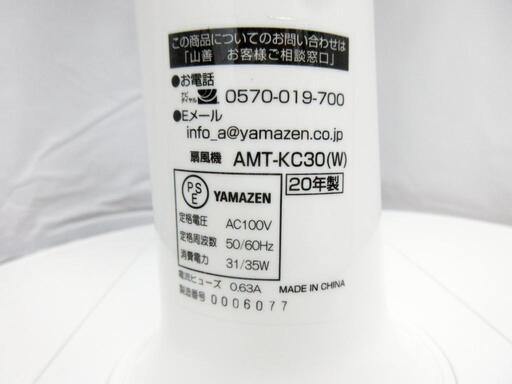 この商品についてのお問い合わせは
「山善 お客様ご相談窓口」
●お電話
ナビダイヤル 0570-019-700
●Eメール
info_a@yamazen.co.jp
扇風機 AMT-KC30(W)
20年製
PSE YAMAZEN
定格電圧 AC100V
定格周波数 50/60Hz
消費電力 31/35W
電流ヒューズ 0.63A MADE IN CHINA
製造番号 0006077